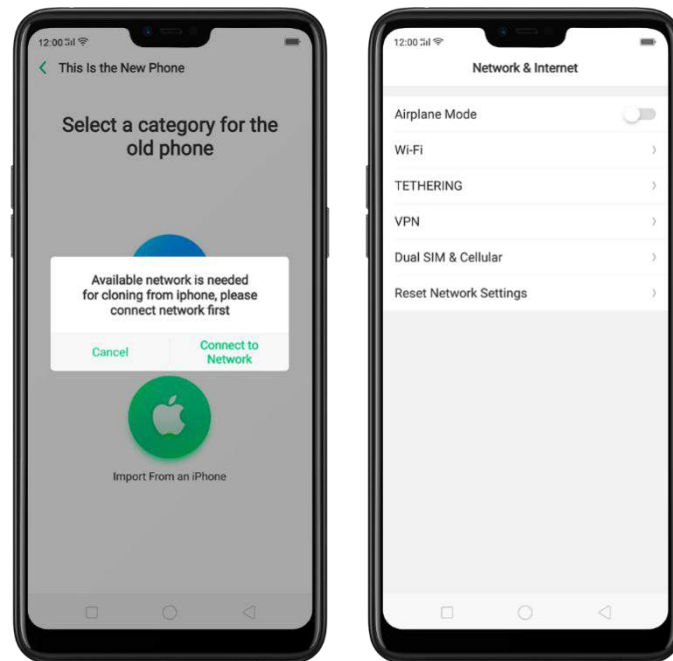 12:00
This Is the New Phone
Select a category for the
old phone
Available network is needed
for cloning from iphone, please
connect network first
Cancel
Connect to
Network
Import From an iPhone
12:00
Network & Internet
Airplane Mode
Wi-Fi
TETHERING
VPN
Dual SIM & Cellular
Reset Network Settings